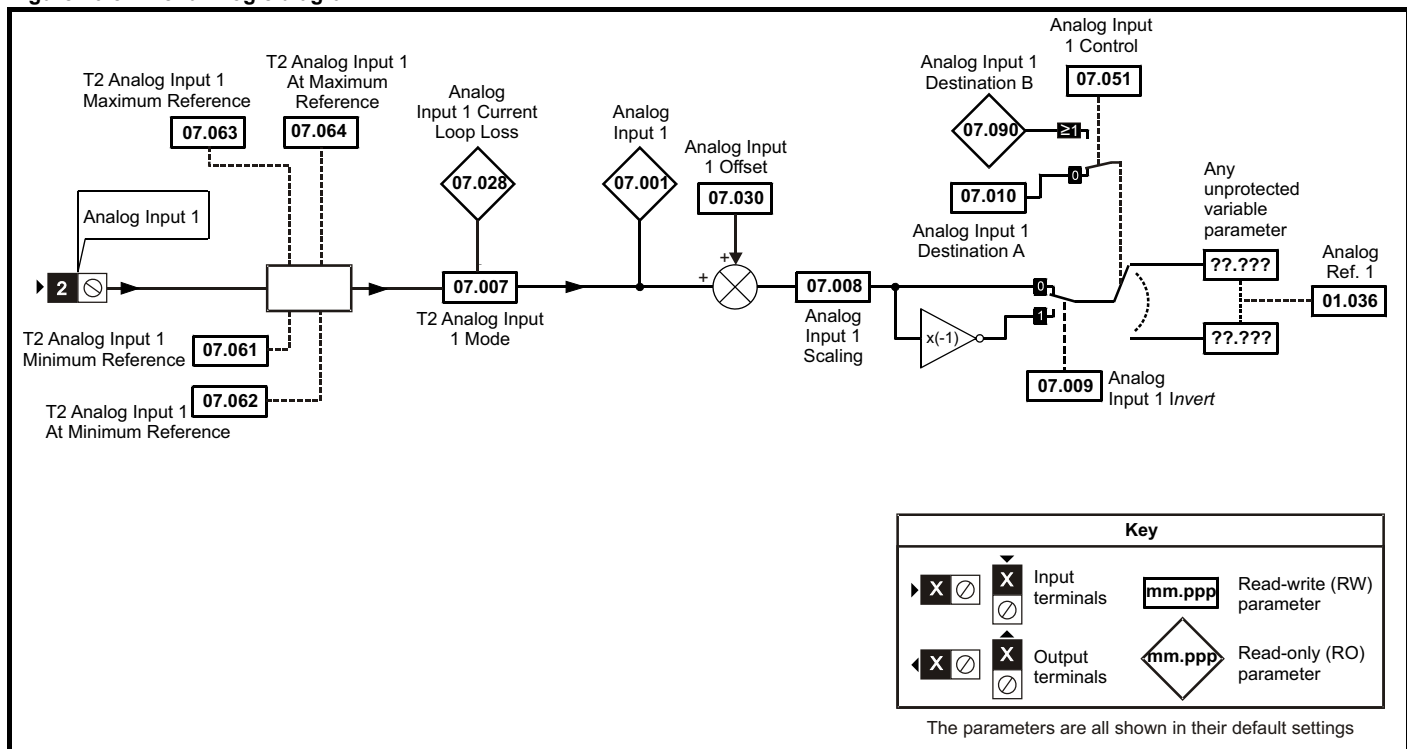 T2 Analog Input 1
Maximum Reference
07.063
T2 Analog Input 1
At Maximum
Reference
07.064
Analog
Input 1 Current
Loop Loss
07.028
Analog
Input 1
07.001
Analog Input
1 Offset
07.030
Analog Input 1
Destination B
07.090
≥1
Analog Input
1 Control
07.051
0
07.010
Analog Input 1
Destination A
Any
unprotected
variable
parameter
??.???
Analog
Ref. 1
01.036
??.???
Analog Input 1
2
07.007
T2 Analog Input
1 Mode
+
+
07.008
Analog
Input 1
Scaling
x(-1)
0
1
07.009
Analog
Input 1 Invert
T2 Analog Input 1
Minimum Reference
07.061
T2 Analog Input 1
At Minimum Reference
07.062
Key
X
X
Input
terminals
mm.ppp
Read-write (RW)
parameter
X
X
Output
terminals
mm.ppp
Read-only (RO)
parameter
The parameters are all shown in their default settings